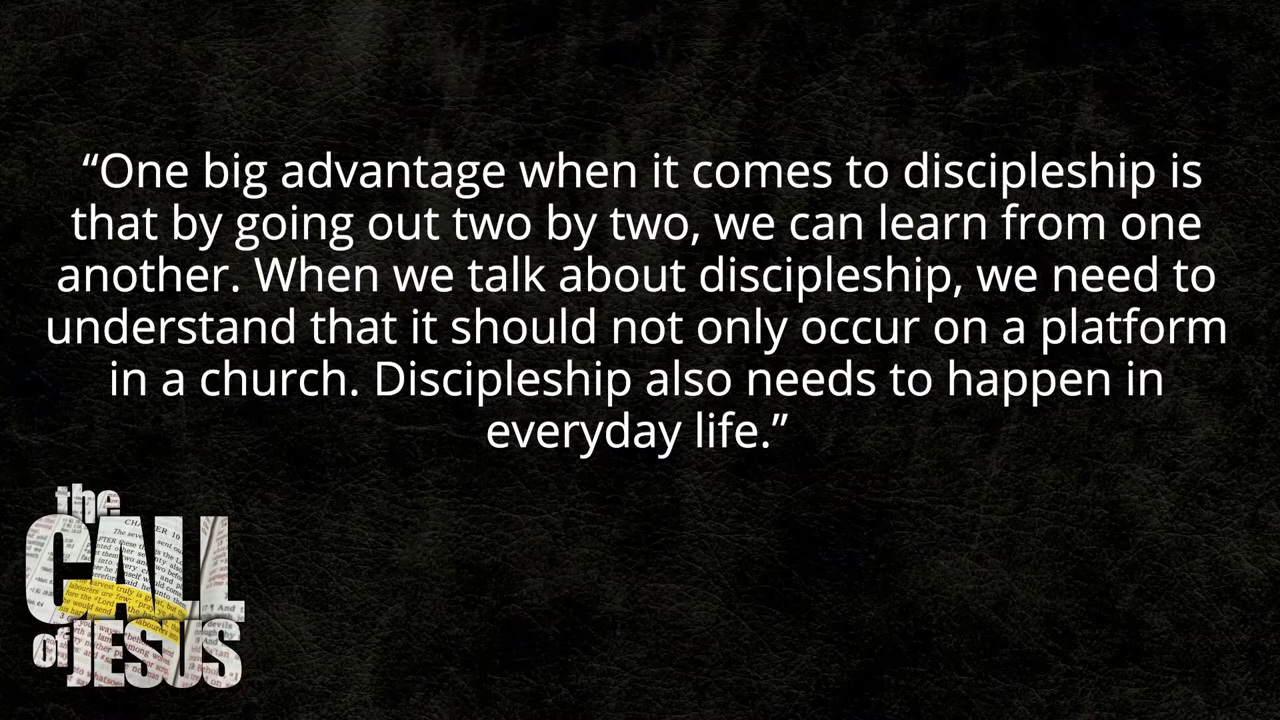 “One big advantage when it comes to discipleship is
that by going out two by two, we can learn from one
another. When we talk about discipleship, we need to
understand that it should not only occur on a platform
in a church. Discipleship also needs to happen in
everyday life.”
the
CALL
of JESUS